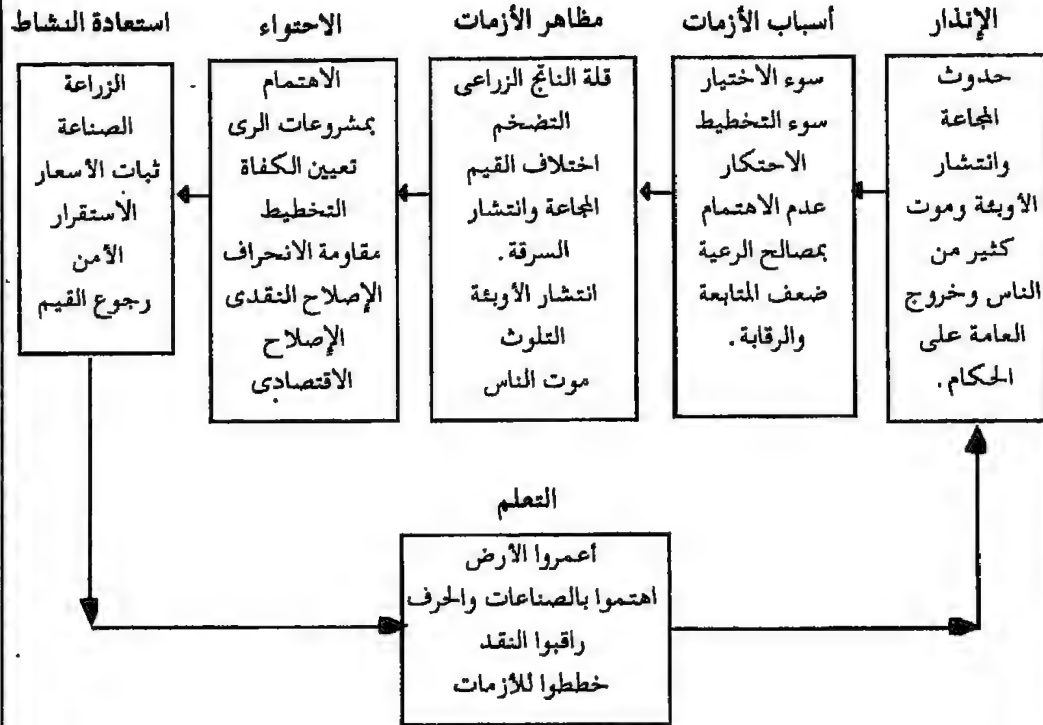 الإنذار
حدوث
المجاعة
وانتشار
الأوبئة وموت
كثير من
الناس وخروج
العامة على
الحكام.
أسباب الأزمات
سوء الاختيار
سوء التخطيط
الاحتكار
عدم الاهتمام
بمصالح الرعية
ضعف المتابعة
والرقابة.
مظاهر الأزمات
قلة الناتج الزراعى
التضخم
اختلاف القيم
المجاعة وانتشار
السرقة.
انتشار الأوبئة
التلوث
موت الناس
الاحتواء
الاهتمام
بمشروعات الرى
تعيين الكفاة
التخطيط
مقاومة الانحراف
الإصلاح النقدى
الإصلاح
الاقتصادى
استعادة النشاط
الزراعة
الصناعة
ثبات الأسعار
الأستقرار
الأمن
رجوع القيم
التعلم
أعمروا الأرض
اهتموا بالصناعات والحرف
راقبوا النقد
خططوا للأزمات